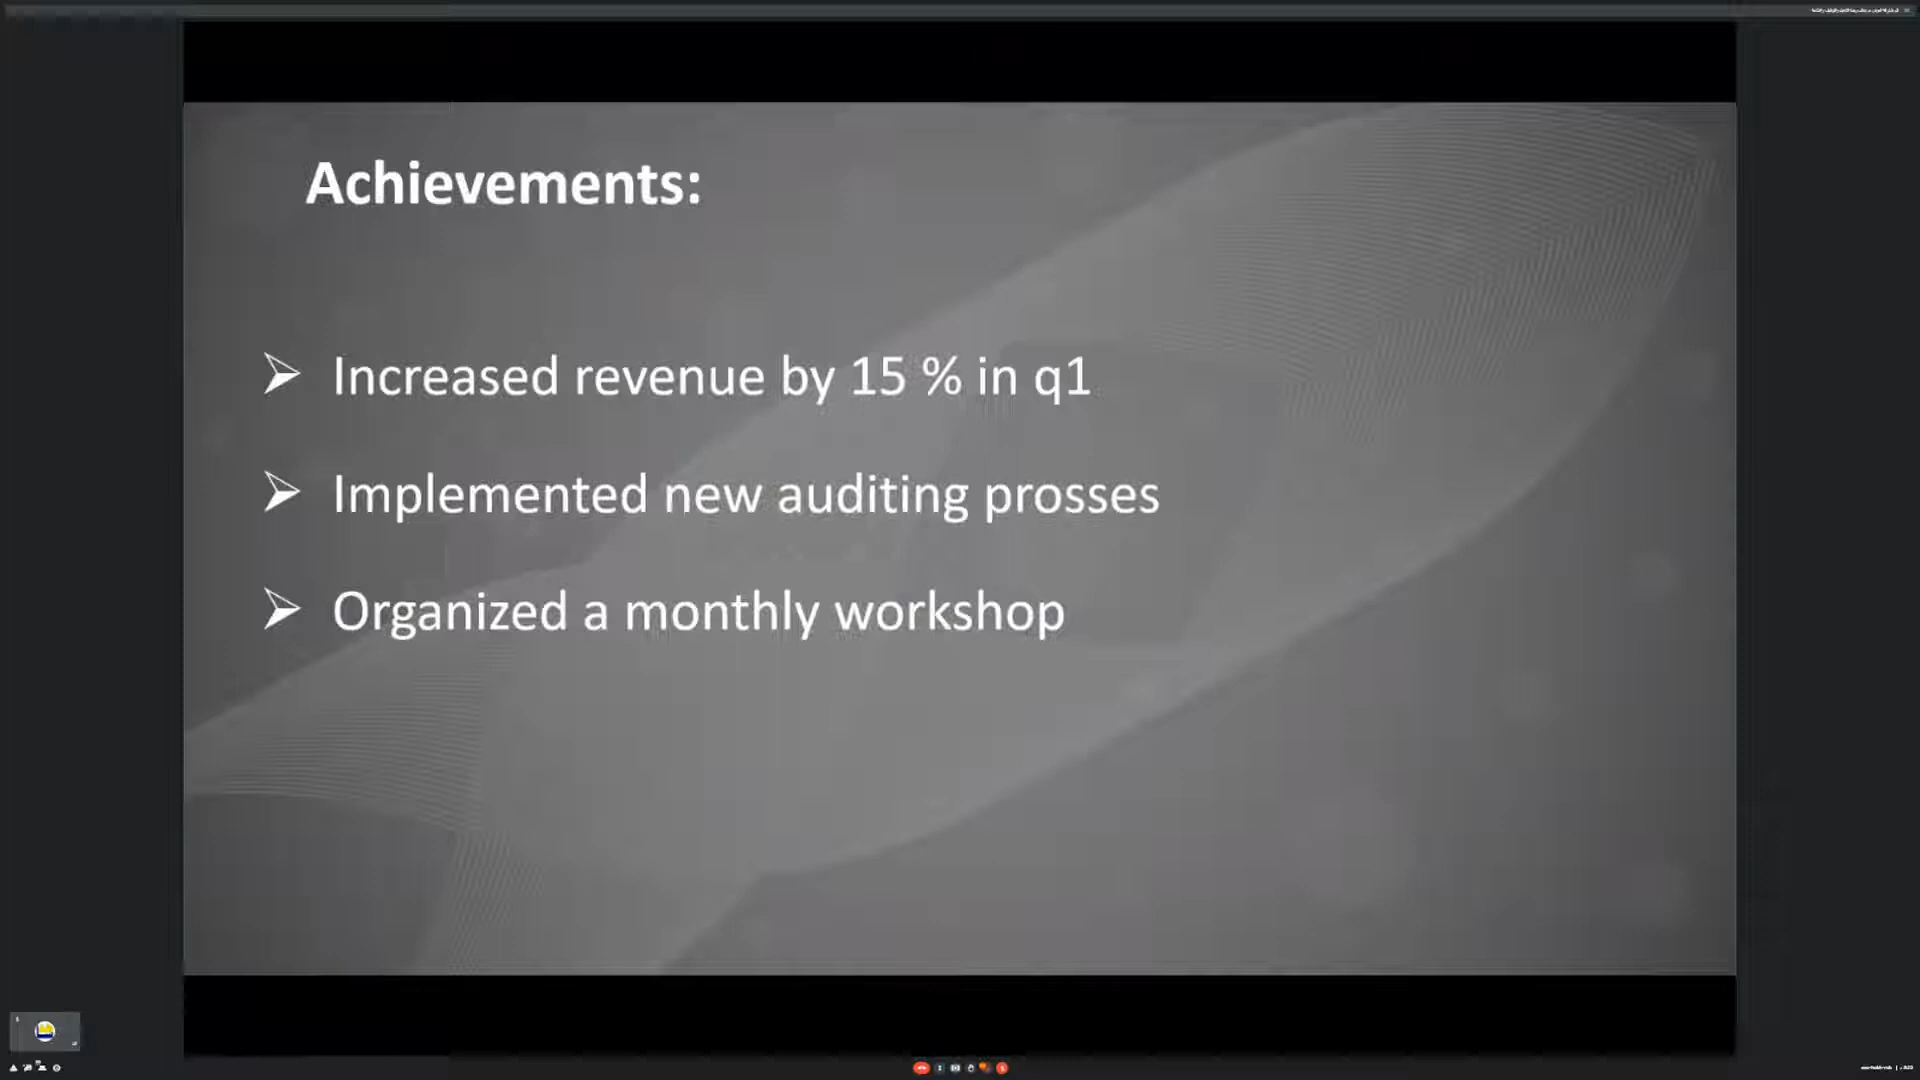 Achievements:
Increased revenue by 15 % in q1
Implemented new auditing prosses
Organized a monthly workshop